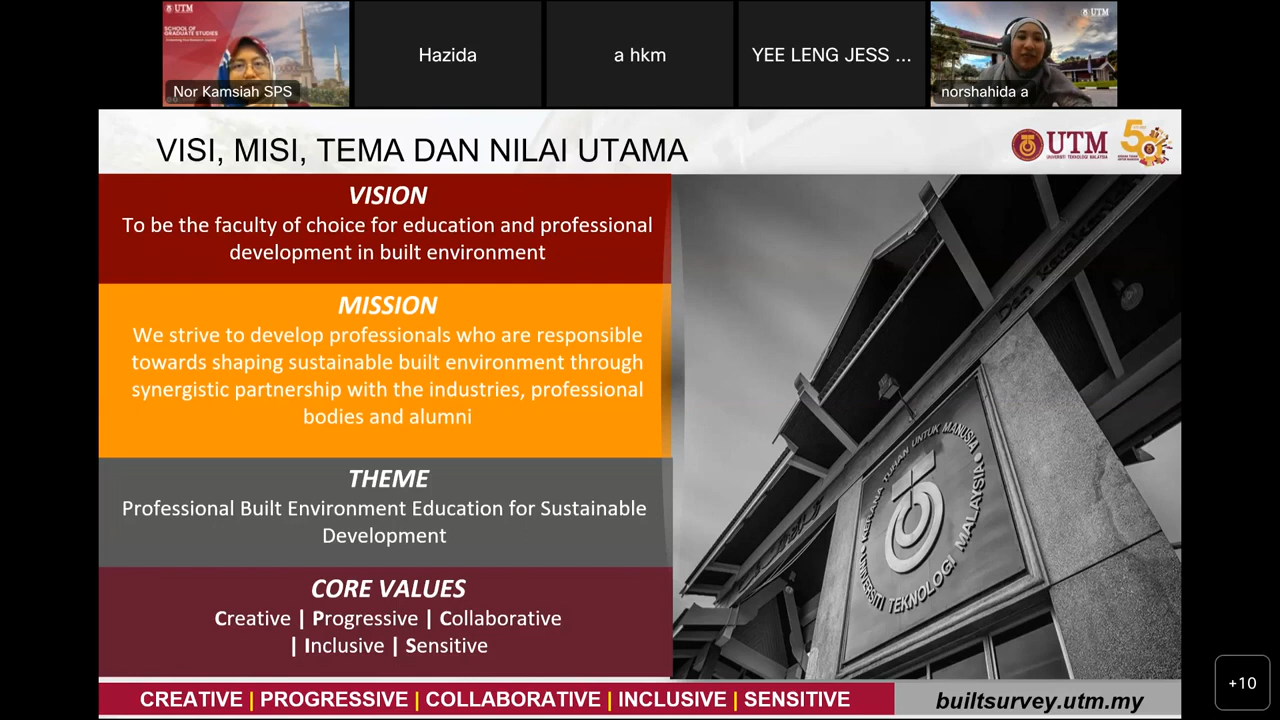 UTM
SCHOOL OF
GRADUATE STUDIES
Nor Kamsiah SPS
Hazida
a hkm
YEE LENG JESS ...
UTM
norshahida a
VISI, MISI, TEMA DAN NILAI UTAMA
UTM
UNIVERSITI TEKNOLOGI MALAYSIA
50
VISION
To be the faculty of choice for education and professional
development in built environment
MISSION
We strive to develop professionals who are responsible
towards shaping sustainable built environment through
synergistic partnership with the industries, professional
bodies and alumni
THEME
Professional Built Environment Education for Sustainable
Development
CORE VALUES
Creative | Progressive | Collaborative
| Inclusive | Sensitive
UNTUK MANUSIA
UNIVERSITI TEKNOLOGI MALAYSIA
CREATIVE | PROGRESSIVE | COLLABORATIVE | INCLUSIVE | SENSITIVE
builtsurvey.utm.my
+10